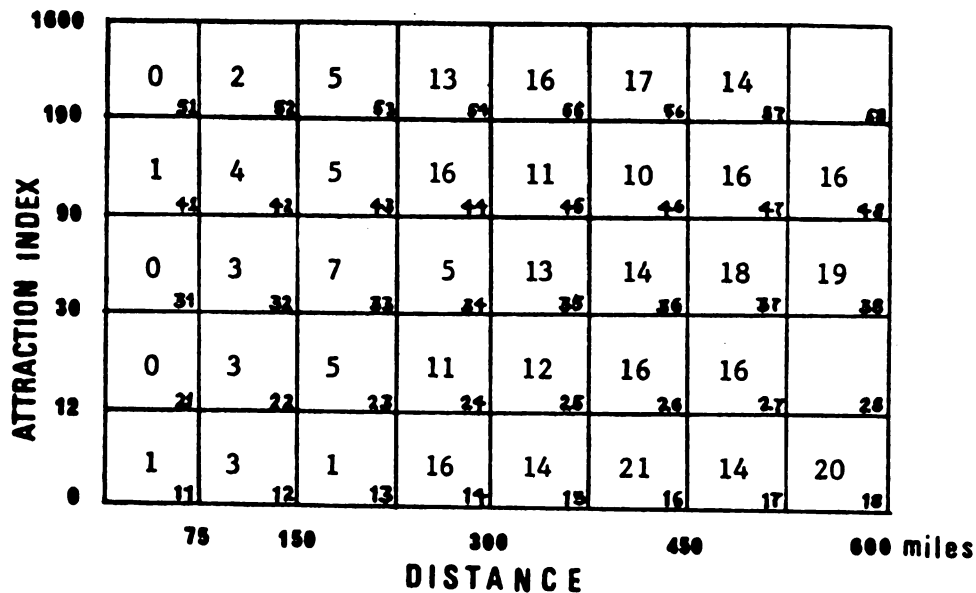 1600
0 2 5 13 16 17 14
51 52 53 54 55 56 57 58
190
1 4 5 16 11 10 16 16
41 42 43 44 45 46 47 48
90
0 3 7 5 13 14 18 19
31 32 33 34 35 36 37 38
30
0 3 5 11 12 16 16
21 22 23 24 25 26 27 28
12
1 3 1 16 14 21 14 20
11 12 13 14 15 16 17 18
0
75 150 300 450 600 miles
DISTANCE
ATTRACTION INDEX